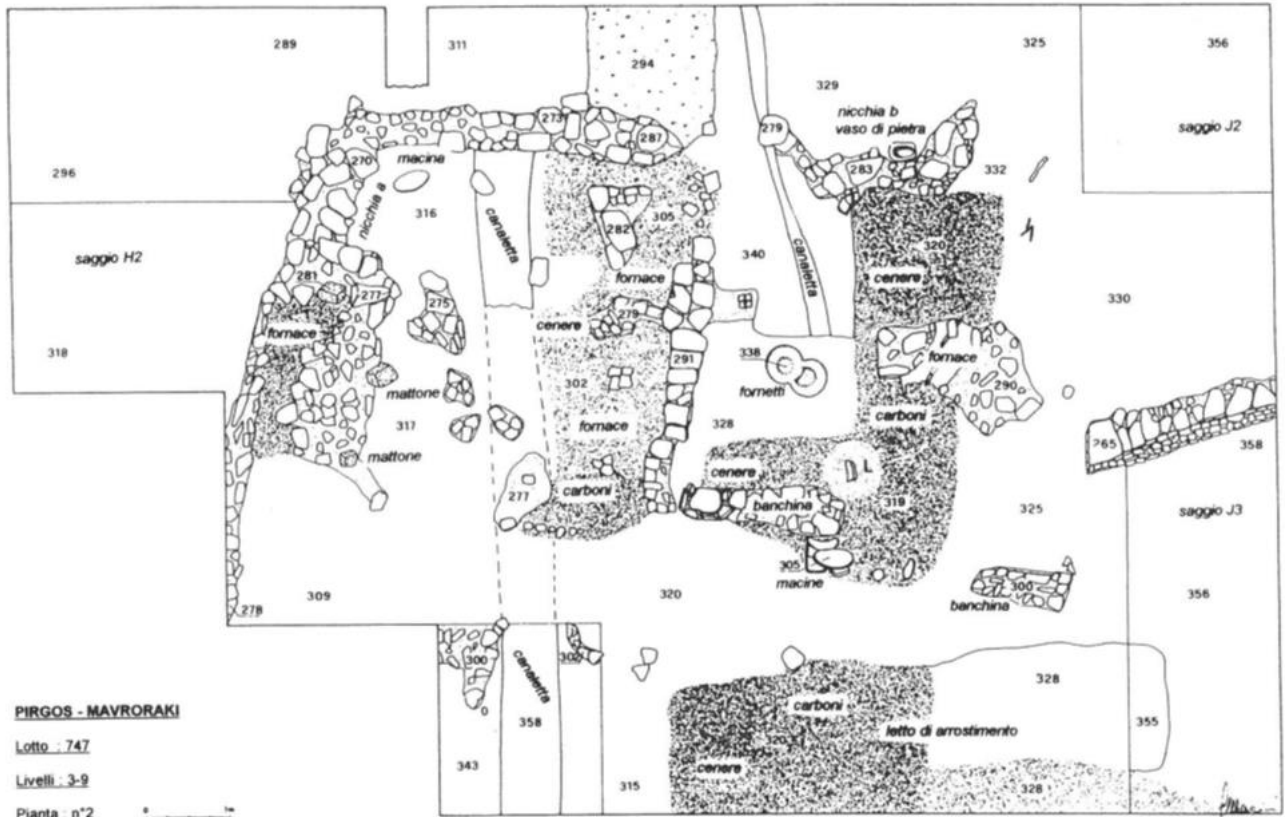 289
311
294
329
325
356
nicchia b
vaso di pietra
saggio J2
273
287
279
283
332
296
270
macina
nicchia a
316
canaletta
305
282
saggio H2
340
canaletta
320
cenere
330
281
277
275
fornace
fornace
cenere
279
291
338
fornetti
fornace
290
318
mattone
302
317
fornace
328
carboni
265
358
mattone
277
carboni
cenere
L
banchina
319
325
saggio J3
305
macine
300
banchina
356
278
309
320
300
canaletta
302
358
328
355
carboni
letto di arrostimento
320
cenere
343
315
328
PIRGOS - MAVRORAKI
Lotto : 747
Livelli : 3-9
Pianta : n°2
0